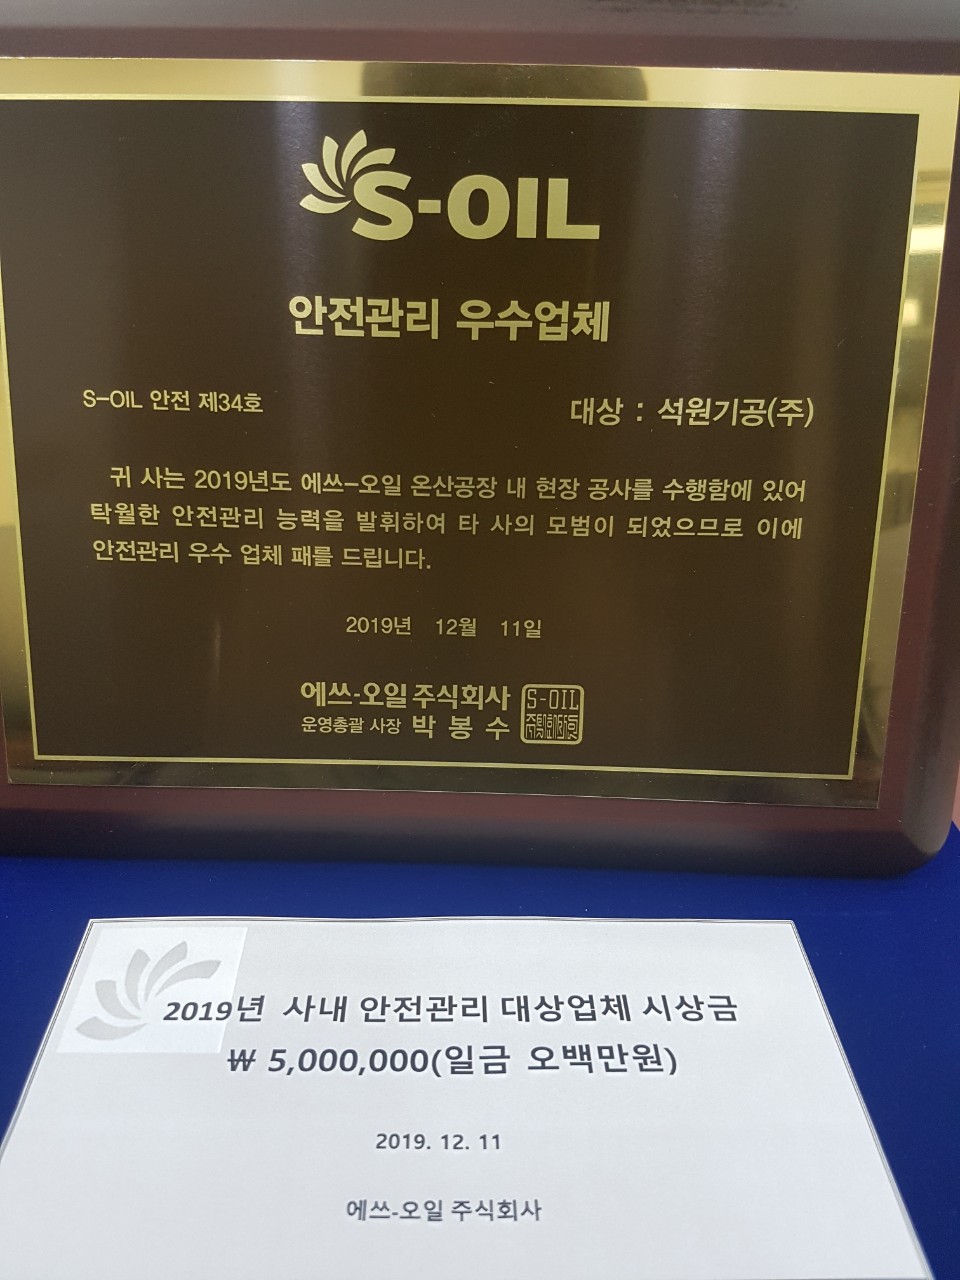 S-OIL
안전관리 우수업체
S-OIL 안전 제34호
대상 : 석원기공(주)
귀 사는 2019년도 에쓰-오일 온산공장 내 현장 공사를 수행함에 있어
탁월한 안전관리 능력을 발휘하여 타 사의 모범이 되었으므로 이에
안전관리 우수 업체 패를 드립니다.
2019년 12월 11일
에쓰-오일 주식회사
운영총괄 사장 박 봉 수
S-OIL
2019년 사내 안전관리 대상업체 시상금
₩ 5,000,000(일금 오백만원)
2019. 12. 11
에쓰-오일 주식회사